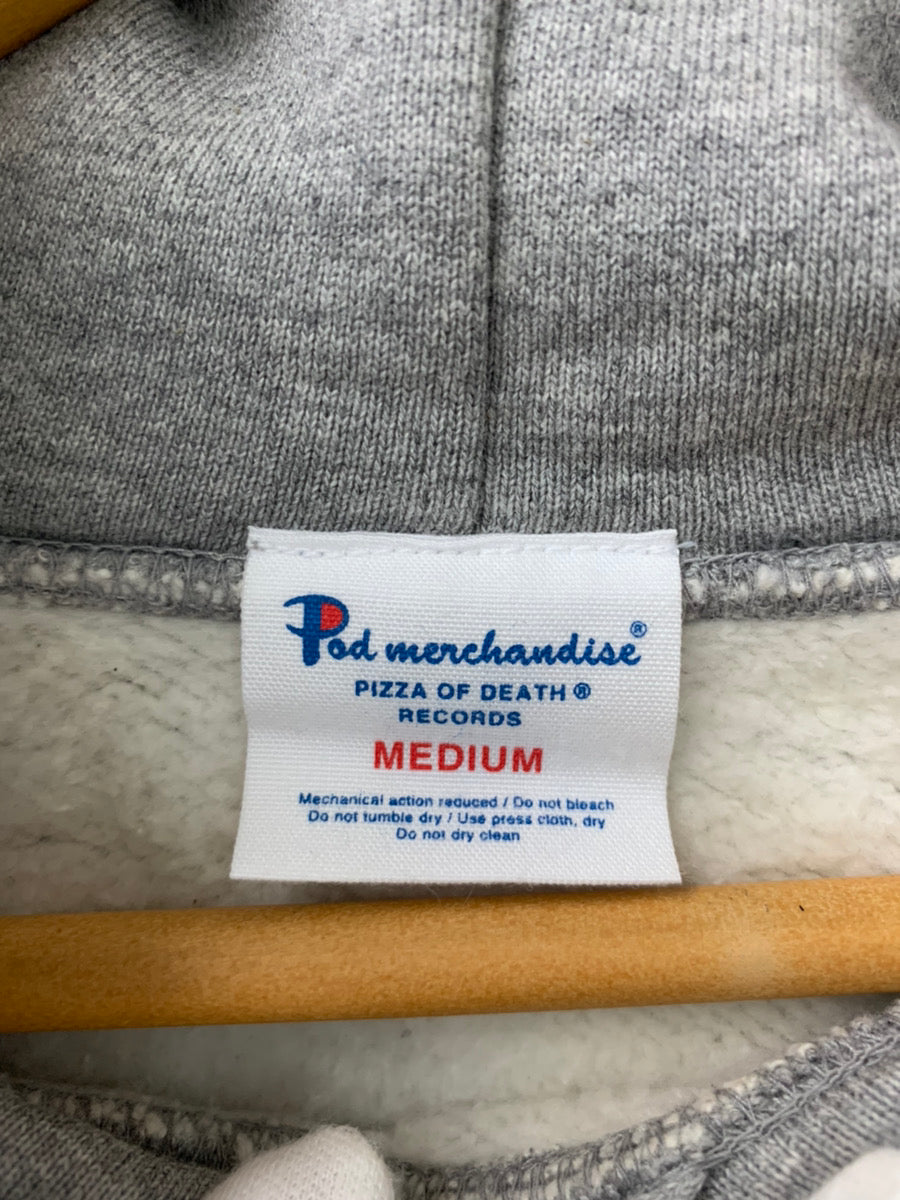 Pod merchandise®
PIZZA OF DEATH ®
RECORDS
MEDIUM
Mechanical action reduced / Do not bleach
Do not tumble dry / Use press cloth, dry
Do not dry clean